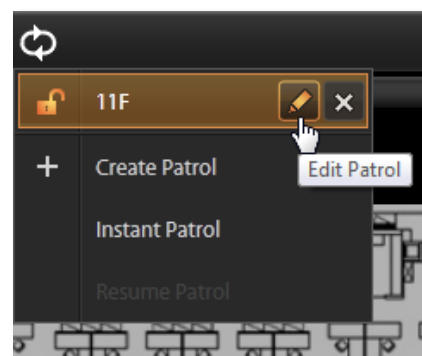 11F
Create Patrol
Edit Patrol
Instant Patrol
Resume Patrol